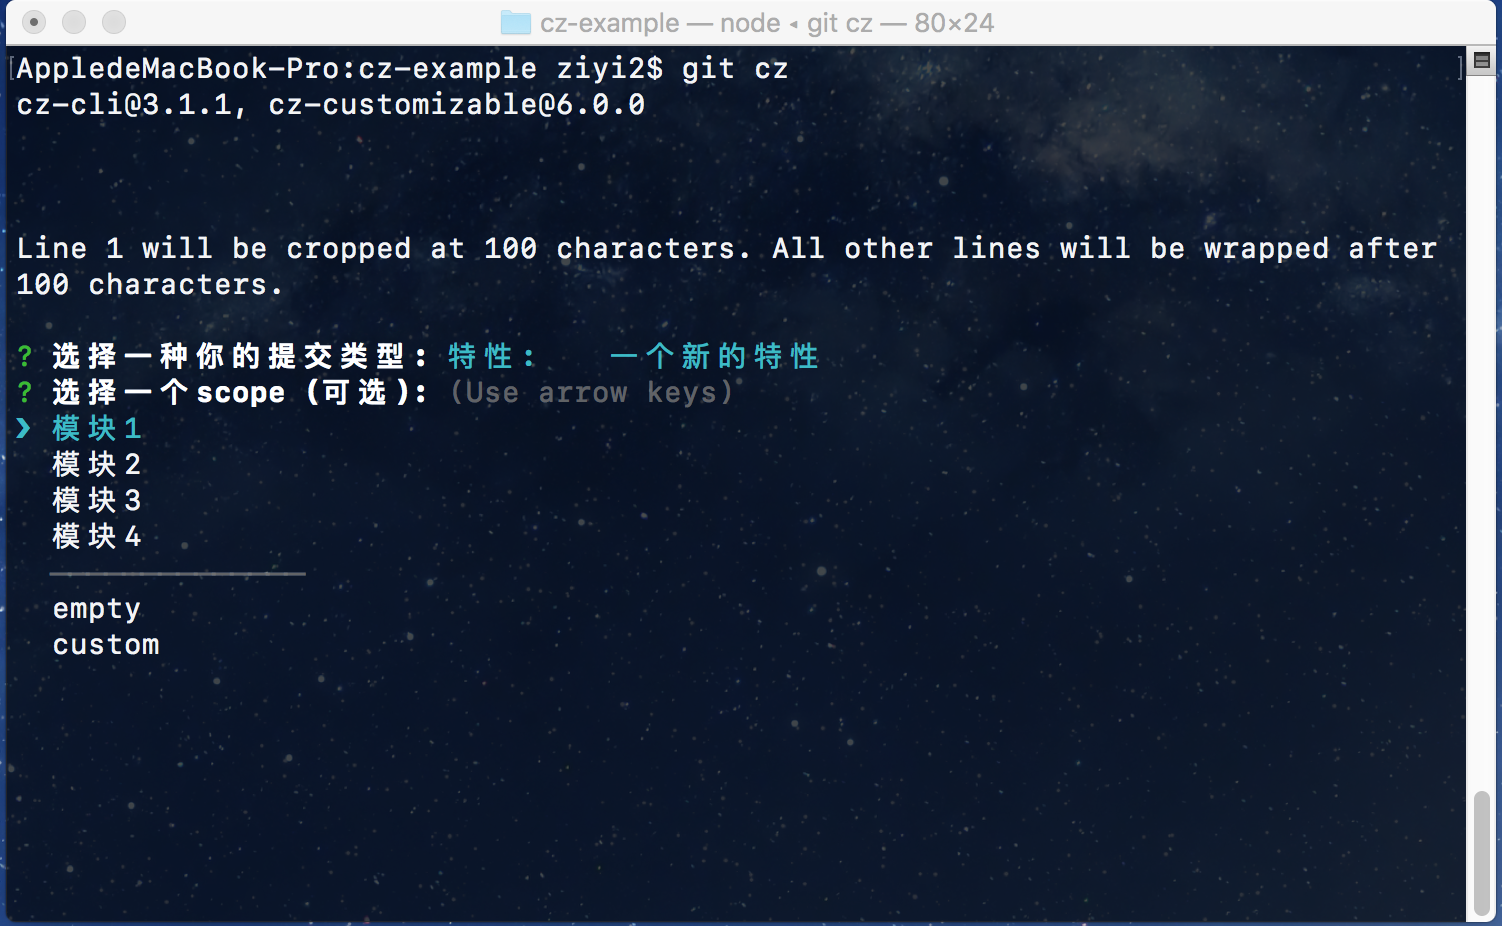 cz-example — node ◂ git cz — 80×24
[AppledeMacBook-Pro:cz-example ziyi2$ git cz ]
cz-cli@3.1.1, cz-customizable@6.0.0
Line 1 will be cropped at 100 characters. All other lines will be wrapped after
100 characters.
? 选择一种你的提交类型: 特性:    一个新的特性
? 选择一个scope (可选): (Use arrow keys)
❯ 模块1
模块2
模块3
模块4
──────────────
empty
custom